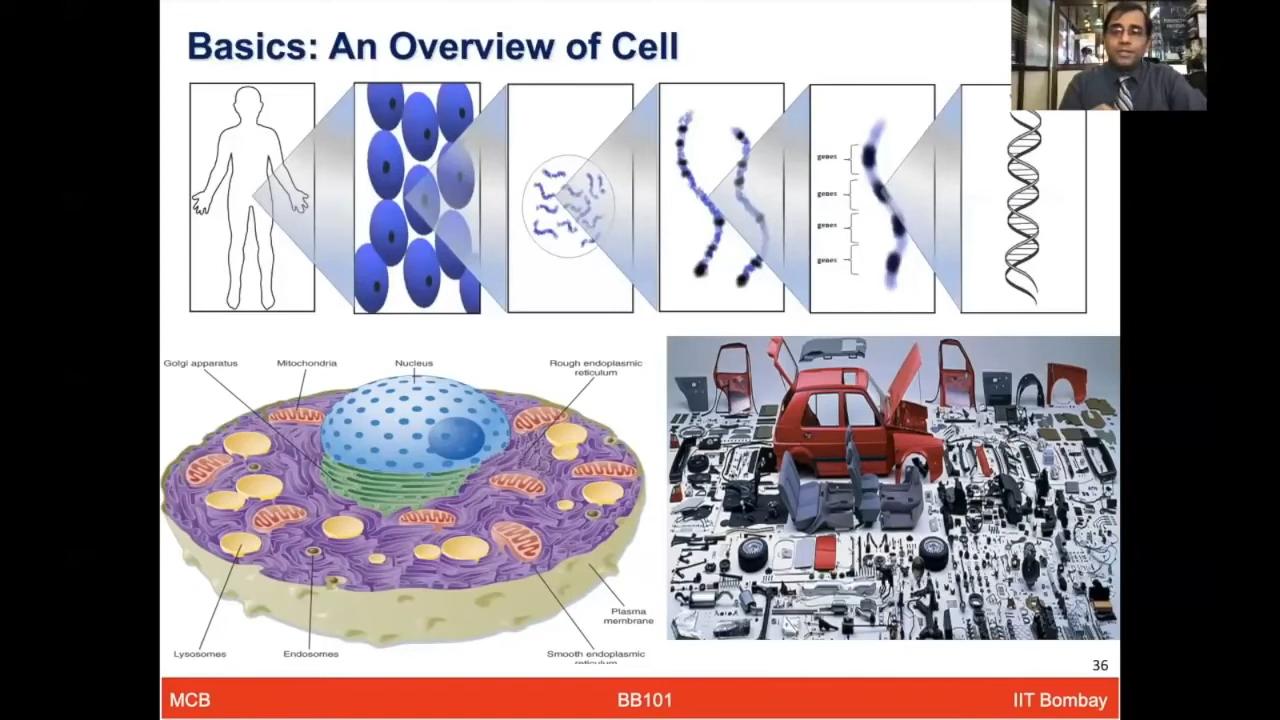 Basics: An Overview of Cell
genes
genes
genes
genes
Golgi apparatus
Mitochondria
Nucleus
Rough endoplasmic
reticulum
Plasma
membrane
Lysosomes
Endosomes
Smooth endoplasmic
reticulum
36
MCB
BB101
IIT Bombay